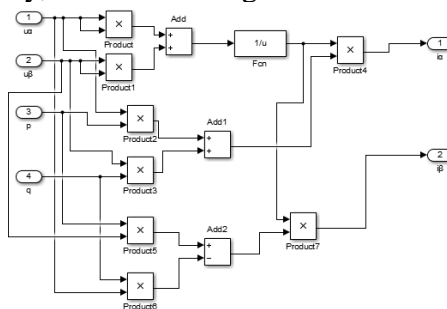 1
uα
2
uβ
3
p
4
q
×
Product
×
Product1
Add
+
+
1/u
Fcn
×
Product4
1
iα
×
Product2
×
Product3
Add1
+
+
2
iβ
×
Product5
×
Product6
Add2
+
−
×
Product7